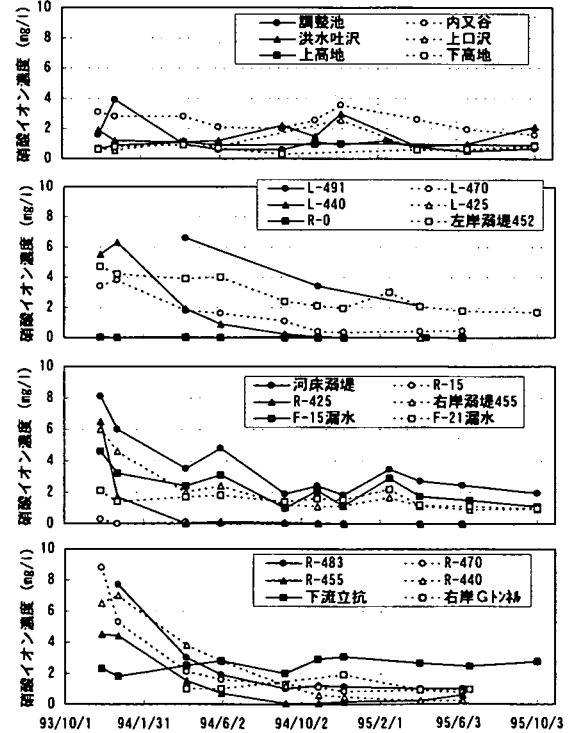 硝酸イオン濃度 (mg/l)
10
8
6
4
2
0
調整池 内又谷
洪水吐沢 上口沢
上高地 下高地
硝酸イオン濃度 (mg/l)
10
8
6
4
2
0
L-491 L-470
L-440 L-425
R-0 左岸溺堤452
硝酸イオン濃度 (mg/l)
10
8
6
4
2
0
河床溺堤 R-15
R-425 右岸溺堤455
F-15漏水 F-21漏水
硝酸イオン濃度 (mg/l)
10
8
6
4
2
0
R-483 R-470
R-455 R-440
下流立抗 右岸Gトンネル
93/10/1 94/1/31 94/6/2 94/10/2 95/2/1 95/6/3 95/10/3